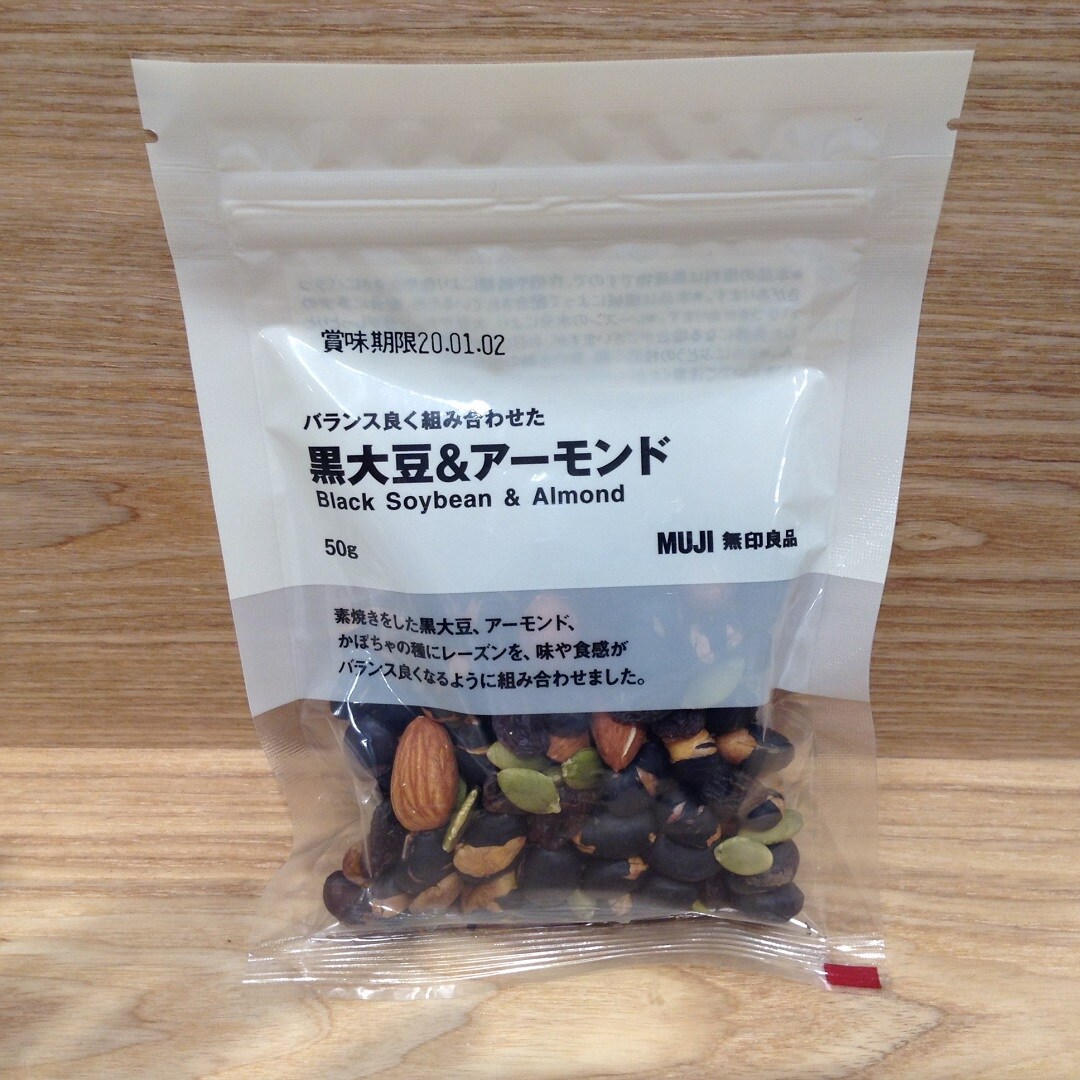 賞味期限20.01.02
バランス良く組み合わせた
黒大豆&アーモンド
Black Soybean & Almond
50g
MUJI 無印良品
素焼きをした黒大豆、アーモンド、
かぼちゃの種にレーズンを、味や食感が
バランス良くなるように組み合わせました。